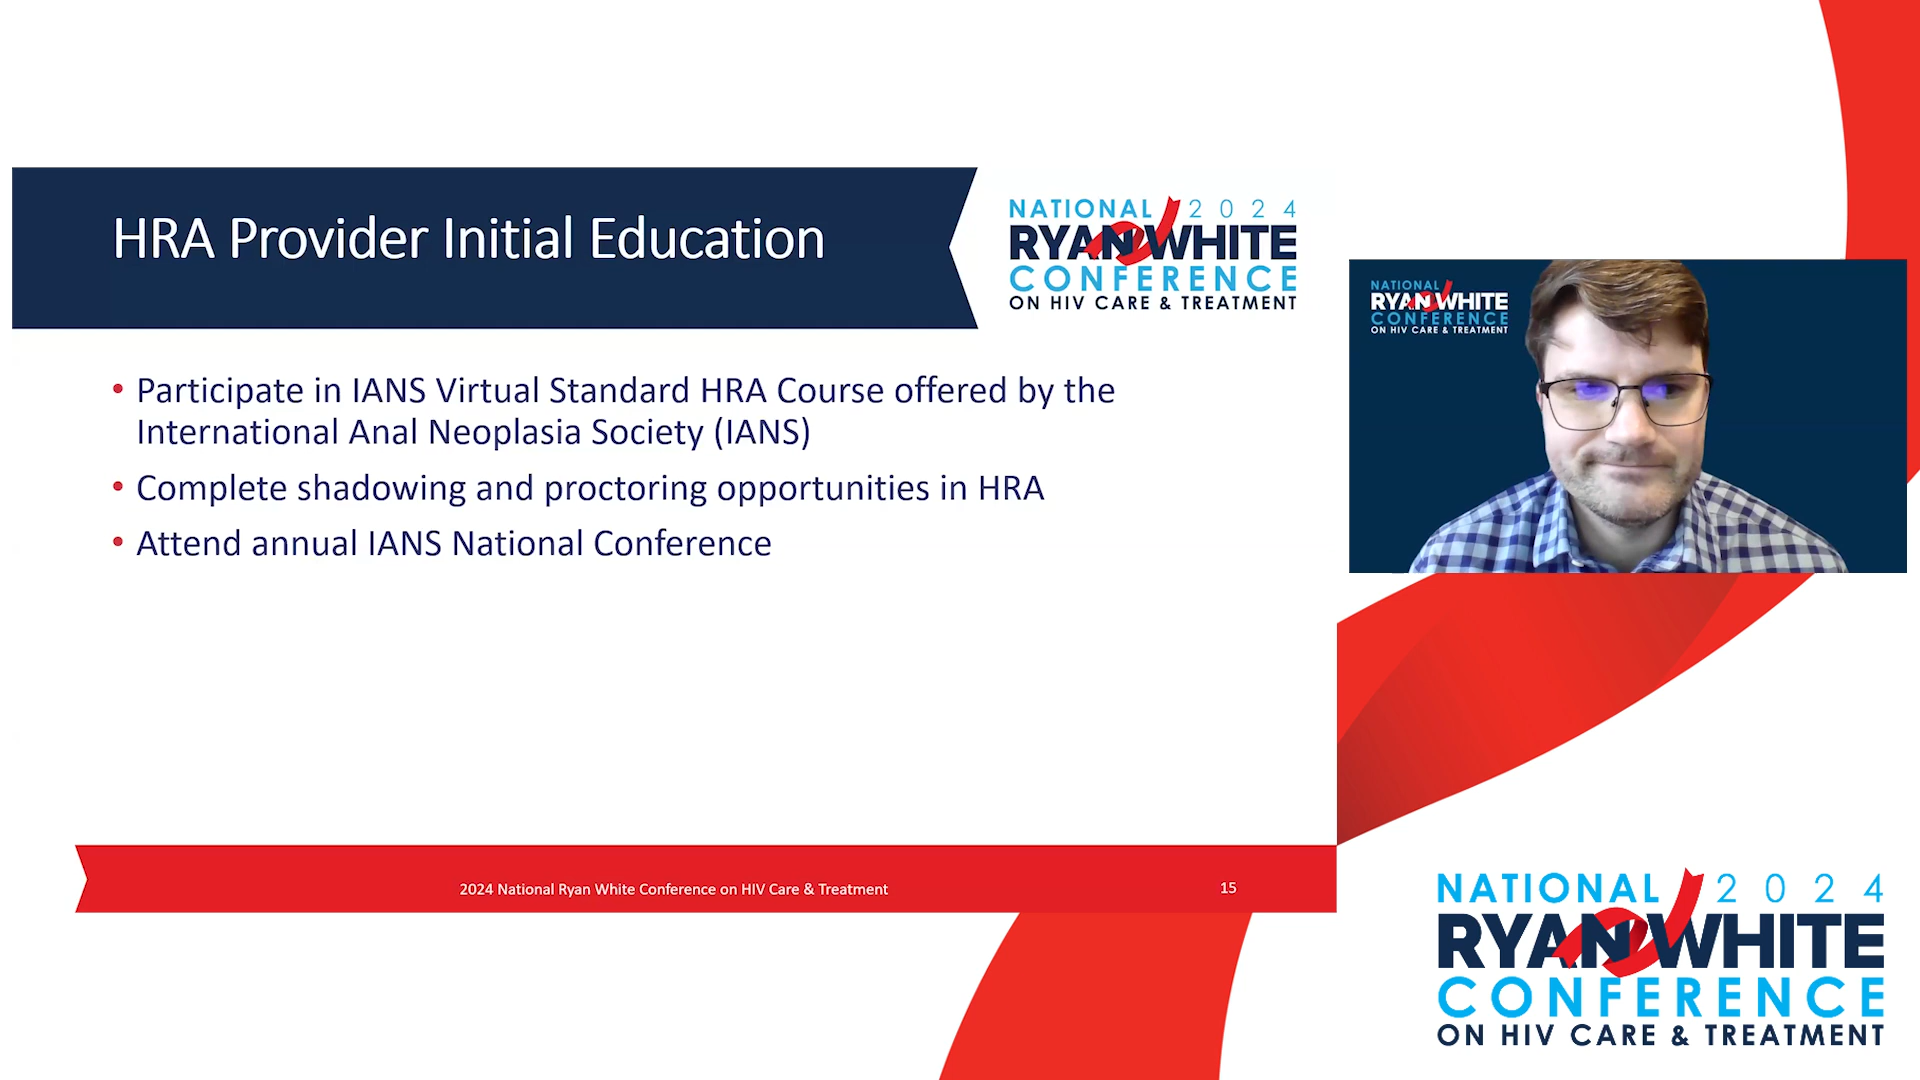 HRA Provider Initial Education
NATIONAL 2024
RYAN WHITE
CONFERENCE
ON HIV CARE & TREATMENT
• Participate in IANS Virtual Standard HRA Course offered by the
International Anal Neoplasia Society (IANS)
• Complete shadowing and proctoring opportunities in HRA
• Attend annual IANS National Conference
2024 National Ryan White Conference on HIV Care & Treatment
15
NATIONAL
RYAN WHITE
CONFERENCE
ON HIV CARE & TREATMENT
NATIONAL 2024
RYAN WHITE
CONFERENCE
ON HIV CARE & TREATMENT